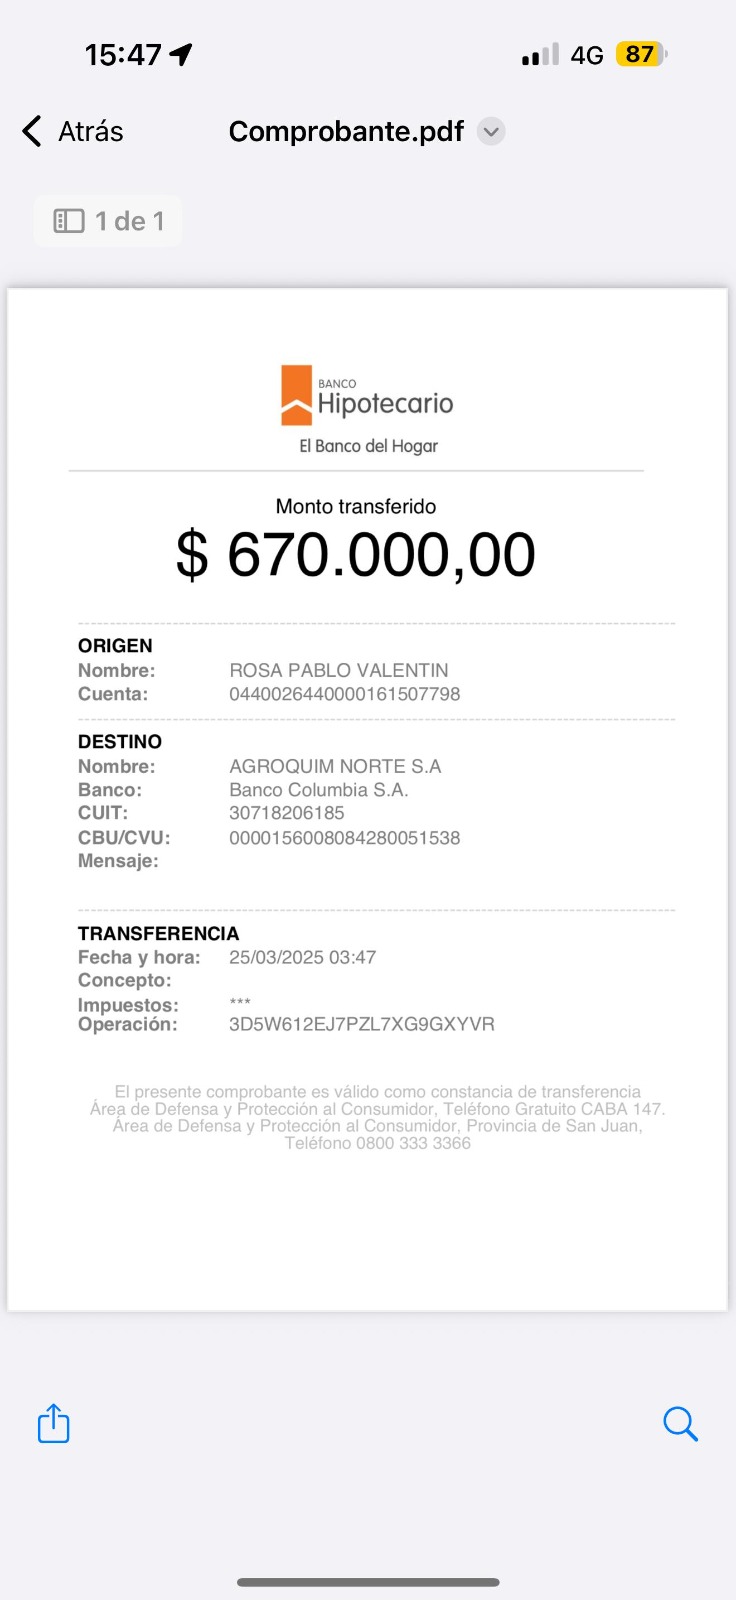 15:47
4G 87
Atrás Comprobante.pdf
1 de 1
BANCO
Hipotecario
El Banco del Hogar
Monto transferido
$ 670.000,00
ORIGEN
Nombre: ROSA PABLO VALENTIN
Cuenta: 0440026440000161507798
DESTINO
Nombre: AGROQUIM NORTE S.A
Banco: Banco Columbia S.A.
CUIT: 30718206185
CBU/CVU: 0000156008084280051538
Mensaje:
TRANSFERENCIA
Fecha y hora: 25/03/2025 03:47
Concepto:
Impuestos: ***
Operación: 3D5W612EJ7PZL7XG9GXYVR
El presente comprobante es válido como constancia de transferencia
Área de Defensa y Protección al Consumidor, Teléfono Gratuito CABA 147.
Área de Defensa y Protección al Consumidor, Provincia de San Juan,
Teléfono 0800 333 3366